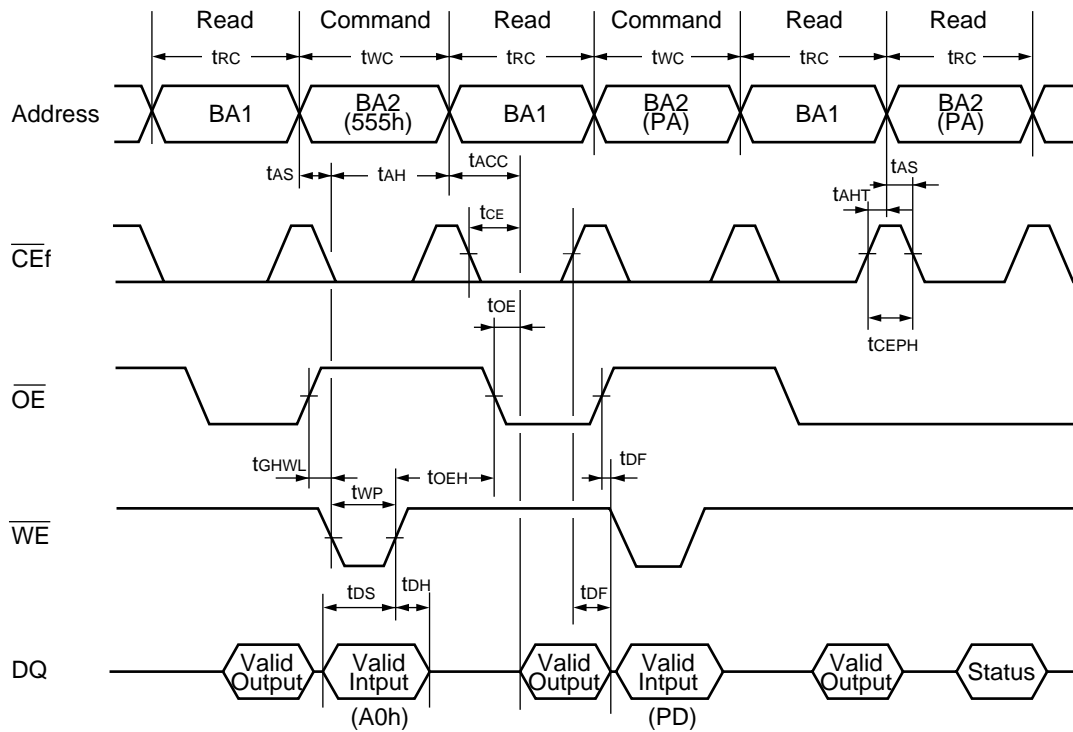 Read Command Read Command Read Read
tRC tWC tRC tWC tRC tRC
Address
BA1
BA2
(555h)
BA1
BA2
(PA)
BA1
BA2
(PA)
tAS tAH tACC tAS
tAHT
tCE
CEf
tOE
tCEPH
OE
tGHWL
tWP
tOEH
tDF
WE
tDS tDH tDF
DQ
Valid
Output
Valid
Intput
Valid
Output
Valid
Intput
Valid
Output
Status
(A0h) (PD)